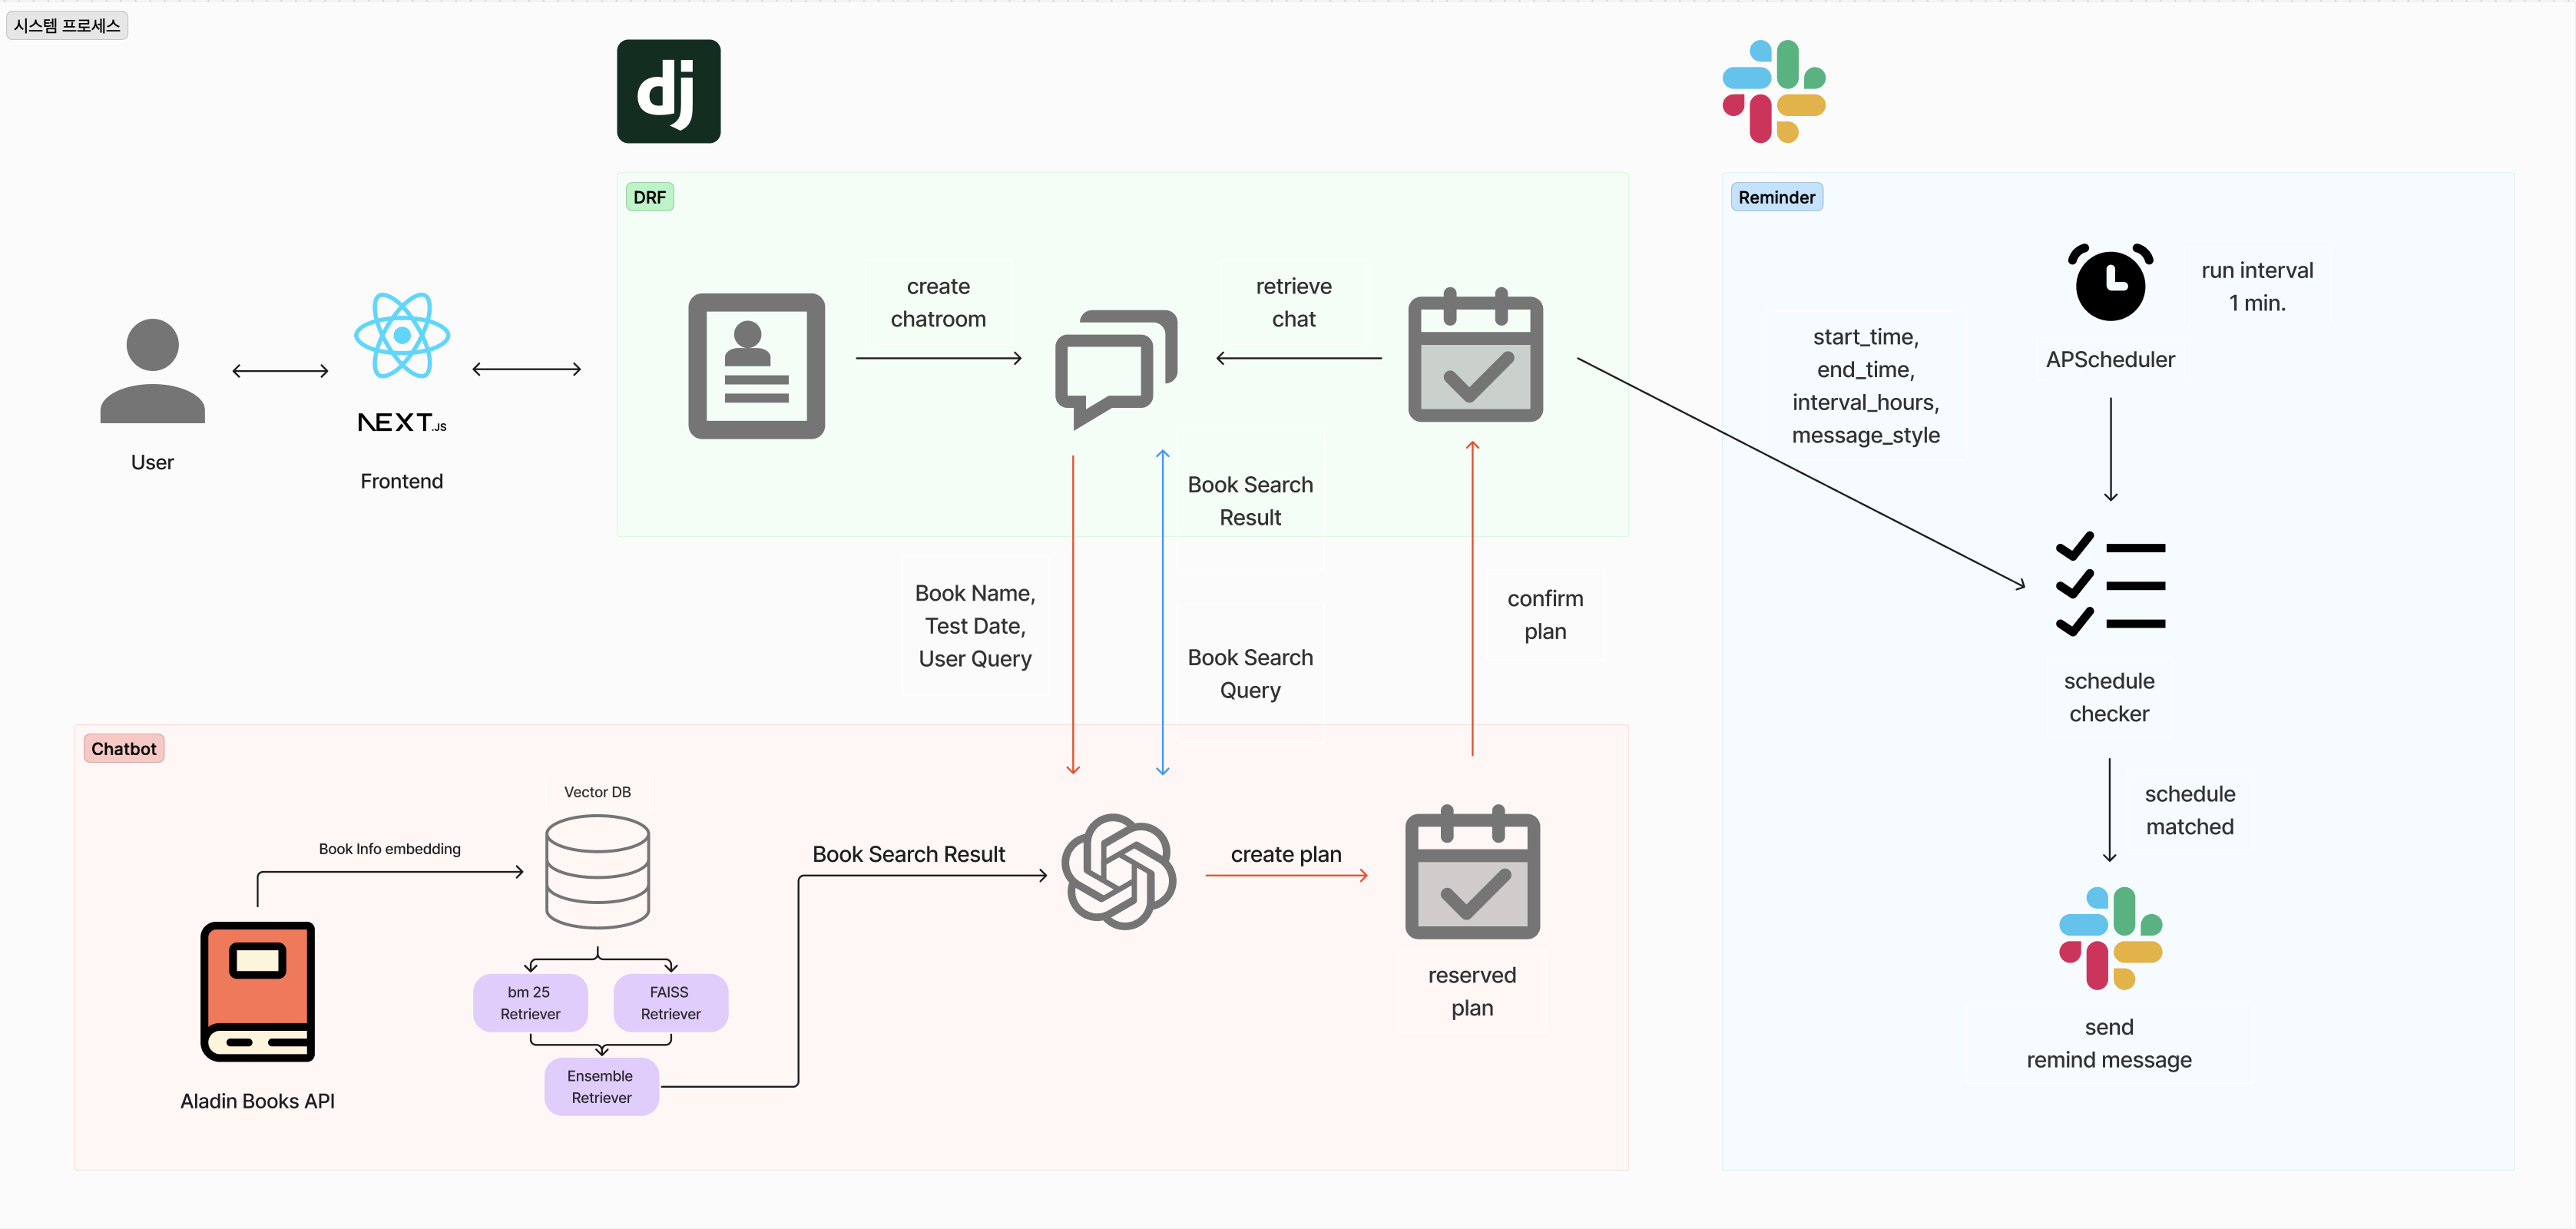 시스템 프로세스
dj
DRF
create
chatroom
retrieve
chat
User
NEXT.JS
Frontend
Book Search
Result
Book Name,
Test Date,
User Query
Book Search
Query
confirm
plan
Chatbot
Vector DB
Book Info embedding
Aladin Books API
bm 25
Retriever
FAISS
Retriever
Ensemble
Retriever
Book Search Result
create plan
reserved
plan
Reminder
run interval
1 min.
APScheduler
start_time,
end_time,
interval_hours,
message_style
schedule
checker
schedule
matched
send
remind message